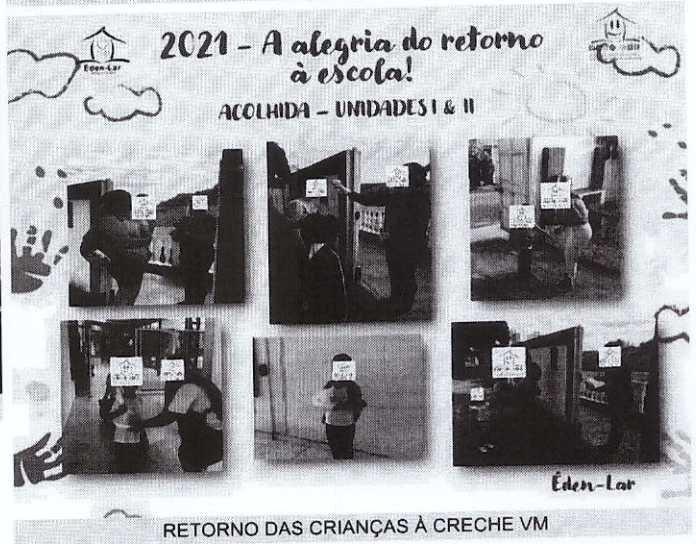 Éden-Lar
2021 - A alegria do retorno
à escola!
ACOLHIDA - UNIDADES I & II
Éden-Lar
RETORNO DAS CRIANÇAS À CRECHE VM